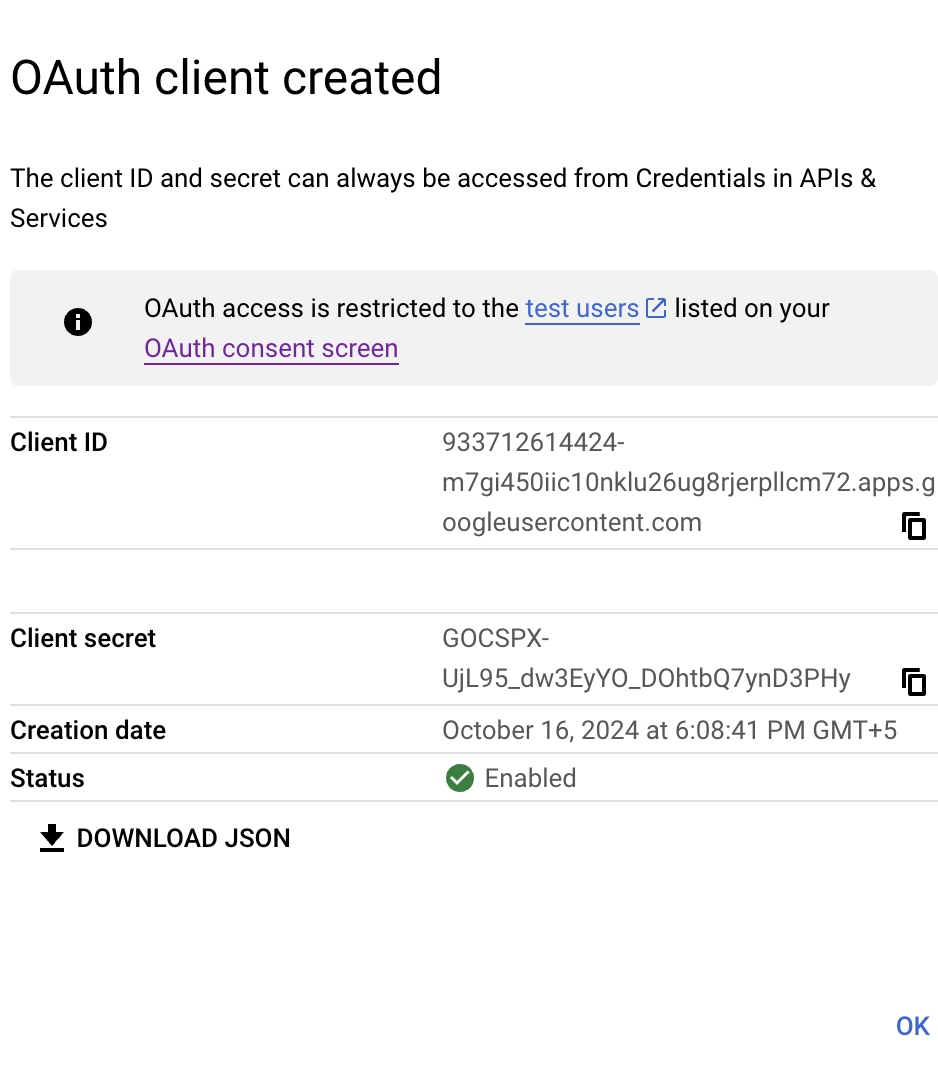 OAuth client created
The client ID and secret can always be accessed from Credentials in APIs &
Services
OAuth access is restricted to the test users listed on your
OAuth consent screen
Client ID
933712614424-
m7gi450iic10nklu26ug8rjerpllcm72.apps.g
oogleusercontent.com
Client secret
GOCSPX-
UjL95_dw3EyYO_DOhtbQ7ynD3PHy
Creation date
October 16, 2024 at 6:08:41 PM GMT+5
Status
Enabled
DOWNLOAD JSON
OK